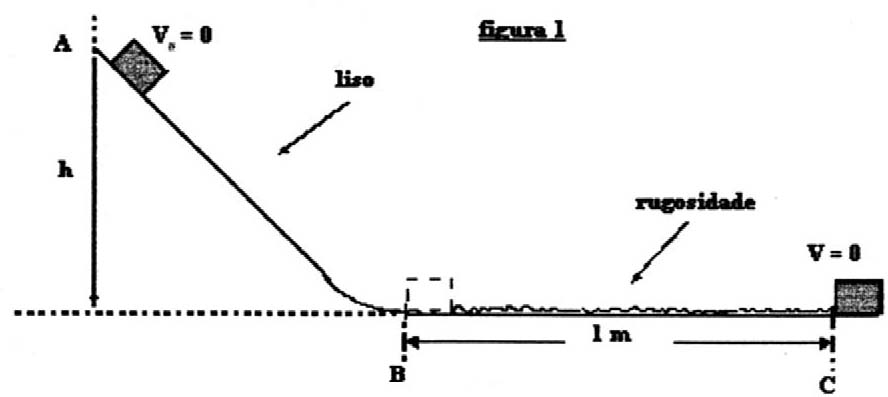 figura 1
A
V₀ = 0
liso
h
rugosidade
V = 0
1 m
B
C